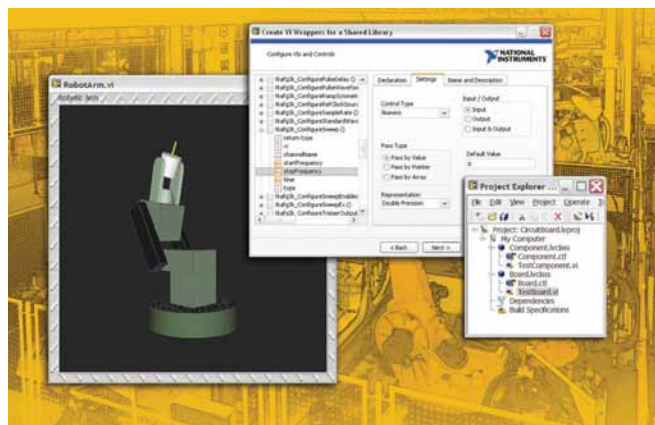 Create VI Wrappers for a Shared Library
Configure VIs and Controls
NATIONAL
INSTRUMENTS
Declaration
Settings
Name and Description
Control Type
Numeric
Input / Output
Input
Output
Input & Output
Pass Type
Pass by Value
Pass by Pointer
Pass by Array
Default Value
0
Representation
Double Precision
return type
vi
channelName
startFrequency
stopFrequency
time
type
< Back
Next >
RobotArm.vi
Robotic Arm
Project Explorer ...
File Edit View Project Operate
Project: CircuitBoard.lvproj
My Computer
Component.lvclass
Component.ctl
TestComponent.vi
Board.lvclass
Board.ctl
TestBoard.vi
Dependencies
Build Specifications